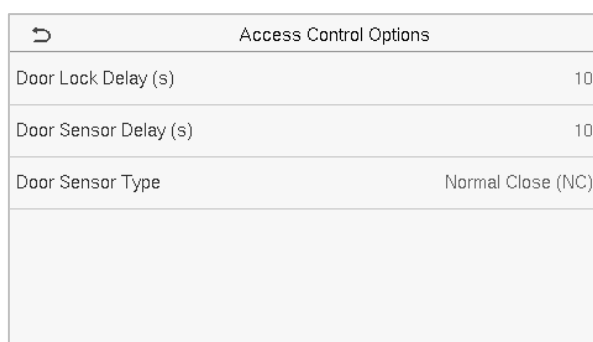 Access Control Options
Door Lock Delay (s) 10
Door Sensor Delay (s) 10
Door Sensor Type Normal Close (NC)